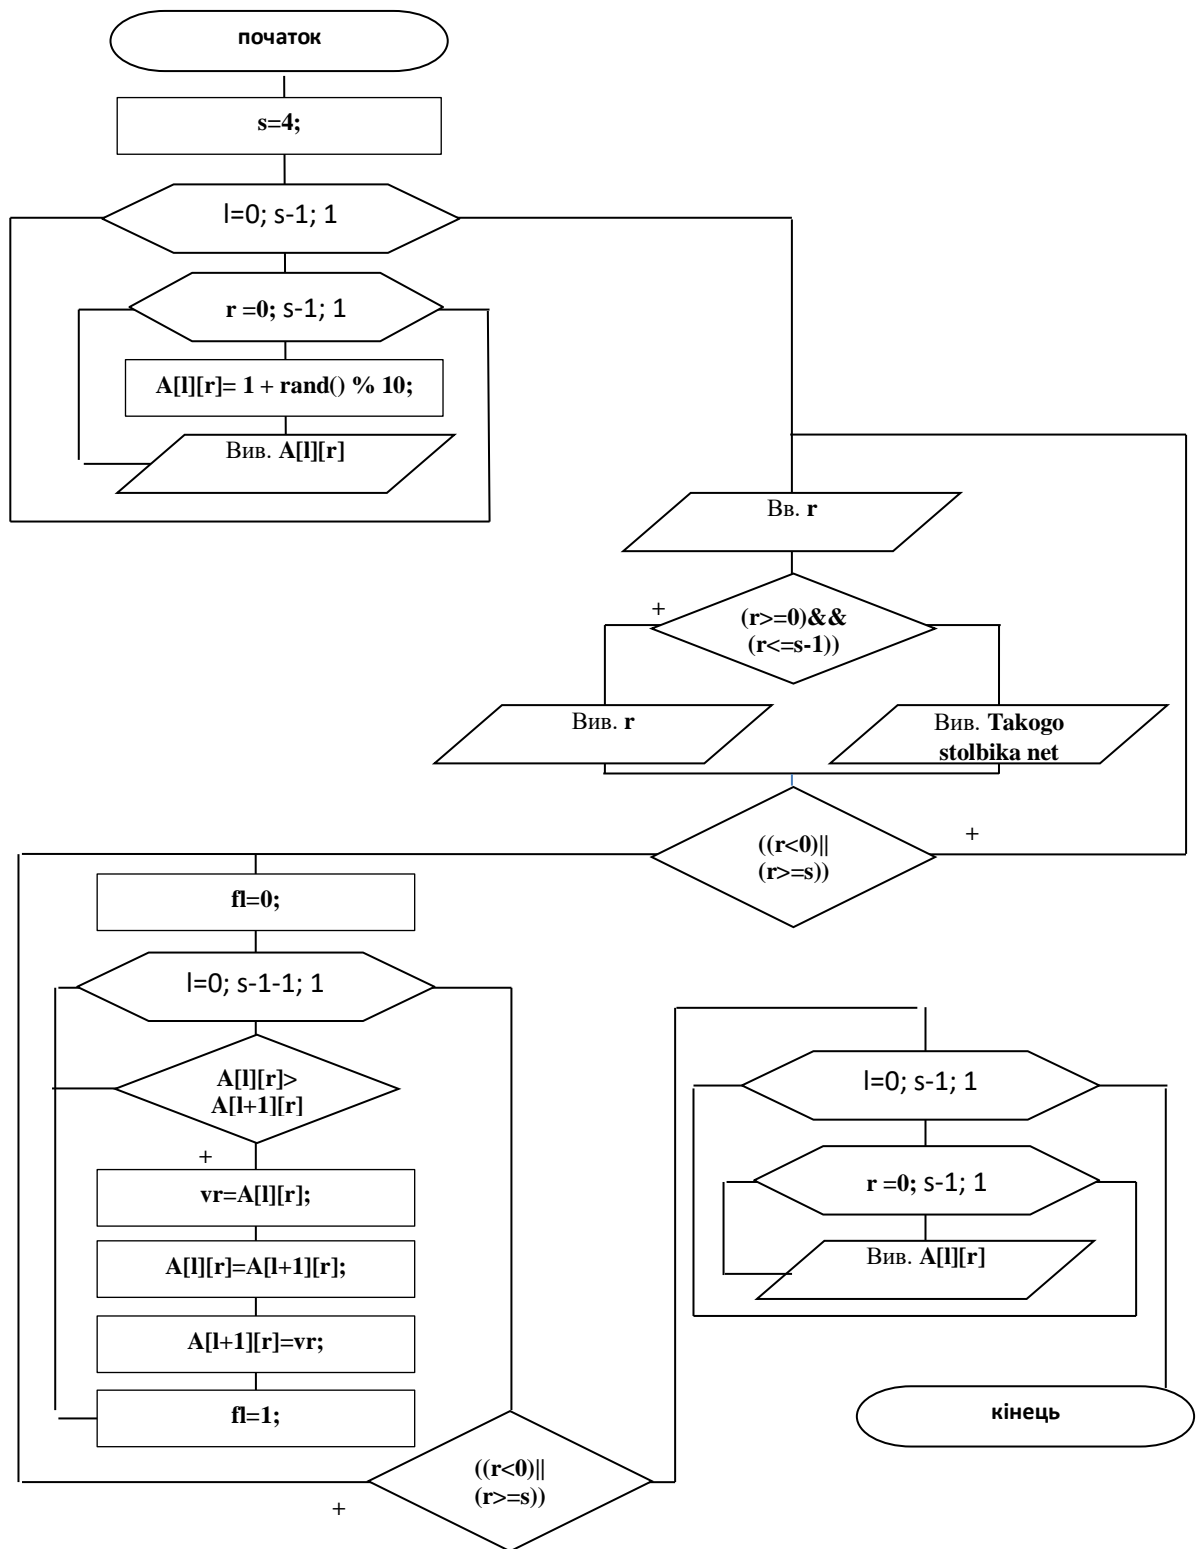 початок
s=4;
l=0; s-1; 1
r =0; s-1; 1
A[l][r]= 1 + rand() % 10;
Вив. A[l][r]
Вв. r
+
(r>=0)&&
(r<=s-1))
Вив. r
Вив. Takogo
stolbika net
((r<0)||
(r>=s))
+
fl=0;
l=0; s-1-1; 1
A[l][r]>
A[l+1][r]
+
vr=A[l][r];
A[l][r]=A[l+1][r];
A[l+1][r]=vr;
fl=1;
((r<0)||
(r>=s))
+
l=0; s-1; 1
r =0; s-1; 1
Вив. A[l][r]
кінець